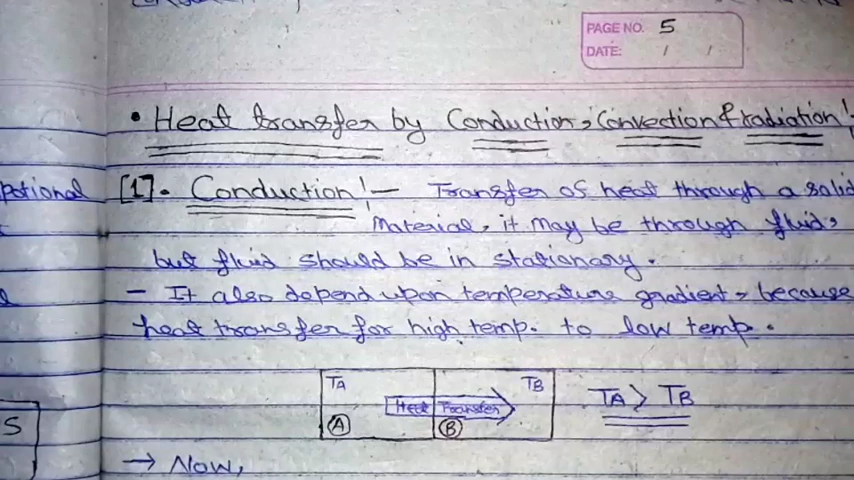 PAGE NO. 5
DATE: / /
• Heat transfer by Conduction, Convection & radiation!
potional
[1]. Conduction!— Transfer of heat through a solid
Material, it may be through fluid,
but fluid should be in stationary.
— It also depend upon temperature gradient, because
heat transfer for high temp. to low temp.
TA TB
Heat Transfer
A B
TA > TB
S
→ Now,